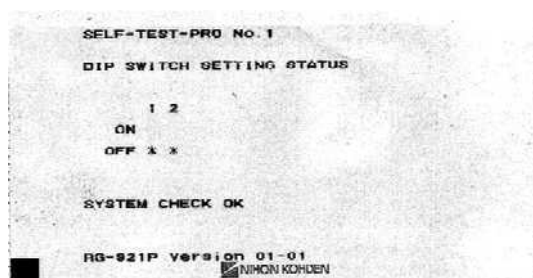 SELF-TEST-PRO No.1
DIP SWITCH SETTING STATUS
1 2
ON
OFF * *
SYSTEM CHECK OK
RG-921P Version 01-01
NIHON KOHDEN